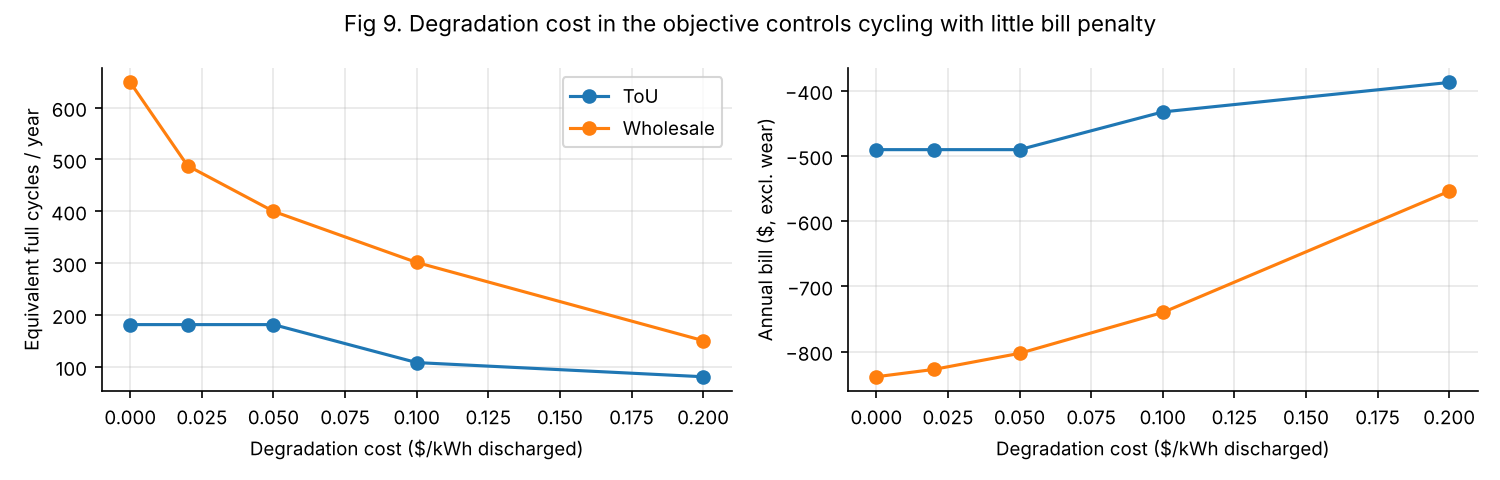 Fig 9. Degradation cost in the objective controls cycling with little bill penalty
Equivalent full cycles / year
600
500
400
300
200
100
ToU
Wholesale
0.000 0.025 0.050 0.075 0.100 0.125 0.150 0.175 0.200
Degradation cost ($/kWh discharged)
Annual bill ($, excl. wear)
−400
−500
−600
−700
−800
0.000 0.025 0.050 0.075 0.100 0.125 0.150 0.175 0.200
Degradation cost ($/kWh discharged)